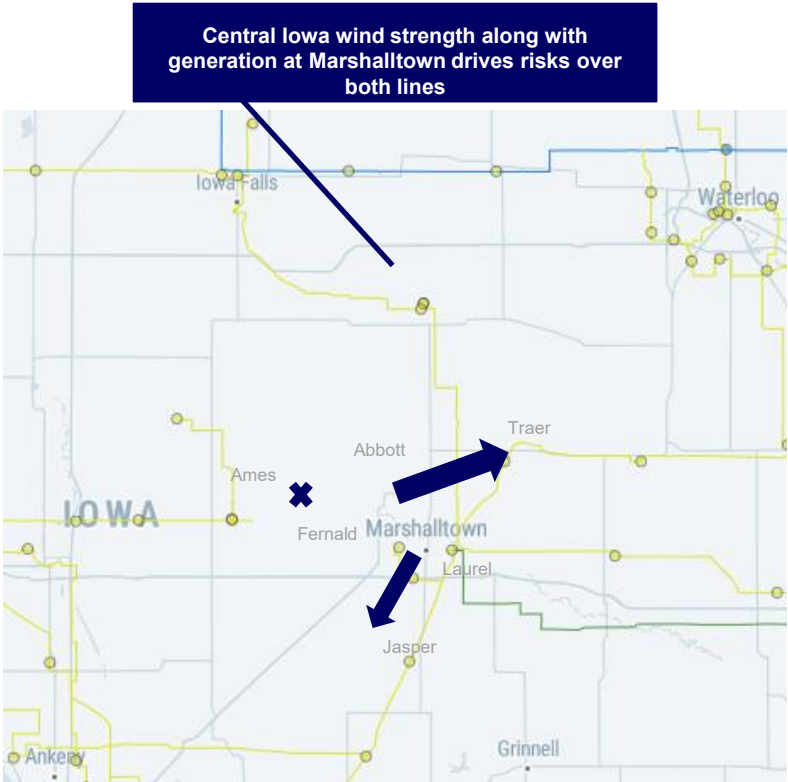 Central Iowa wind strength along with
generation at Marshalltown drives risks over
both lines
Iowa Falls
Waterloo
Traer
Abbott
Ames
IOWA
Fernald
Marshalltown
Laurel
Jasper
Grinnell
Ankeny